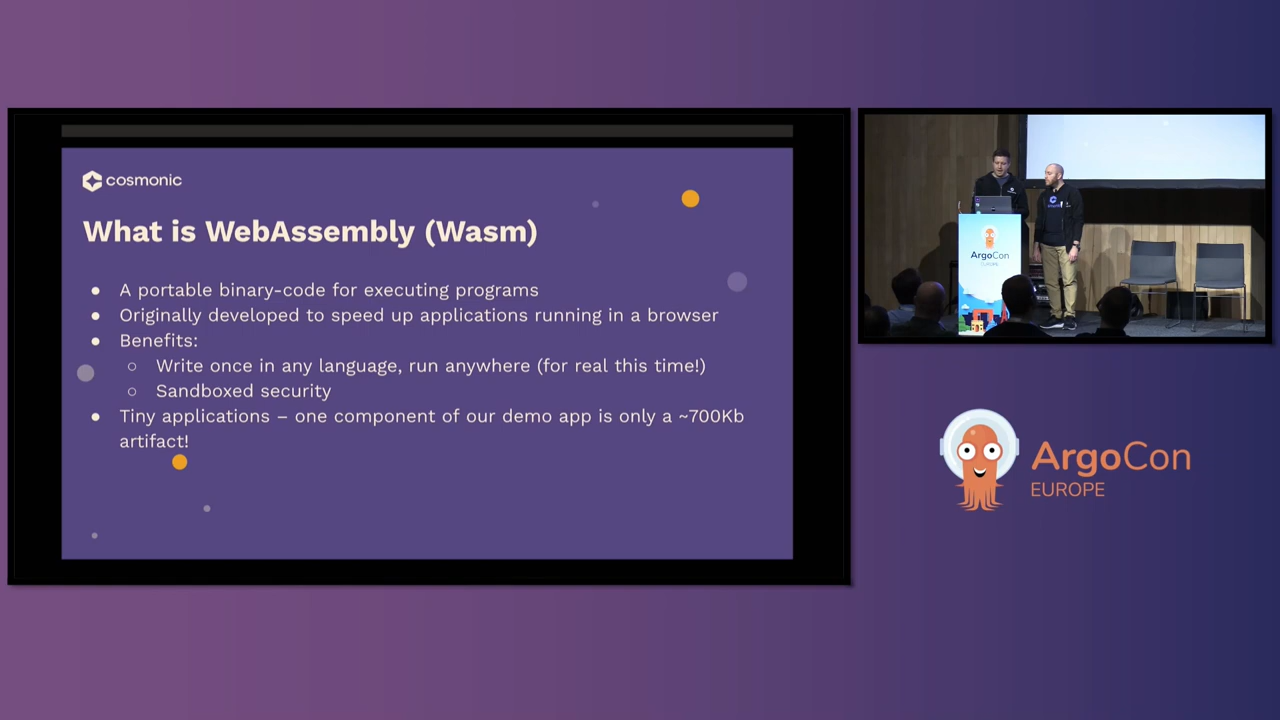 cosmonic
What is WebAssembly (Wasm)
● A portable binary-code for executing programs
● Originally developed to speed up applications running in a browser
● Benefits:
○ Write once in any language, run anywhere (for real this time!)
○ Sandboxed security
● Tiny applications – one component of our demo app is only a ~700Kb
artifact!
ArgoCon
EUROPE
ArgoCon
EUROPE